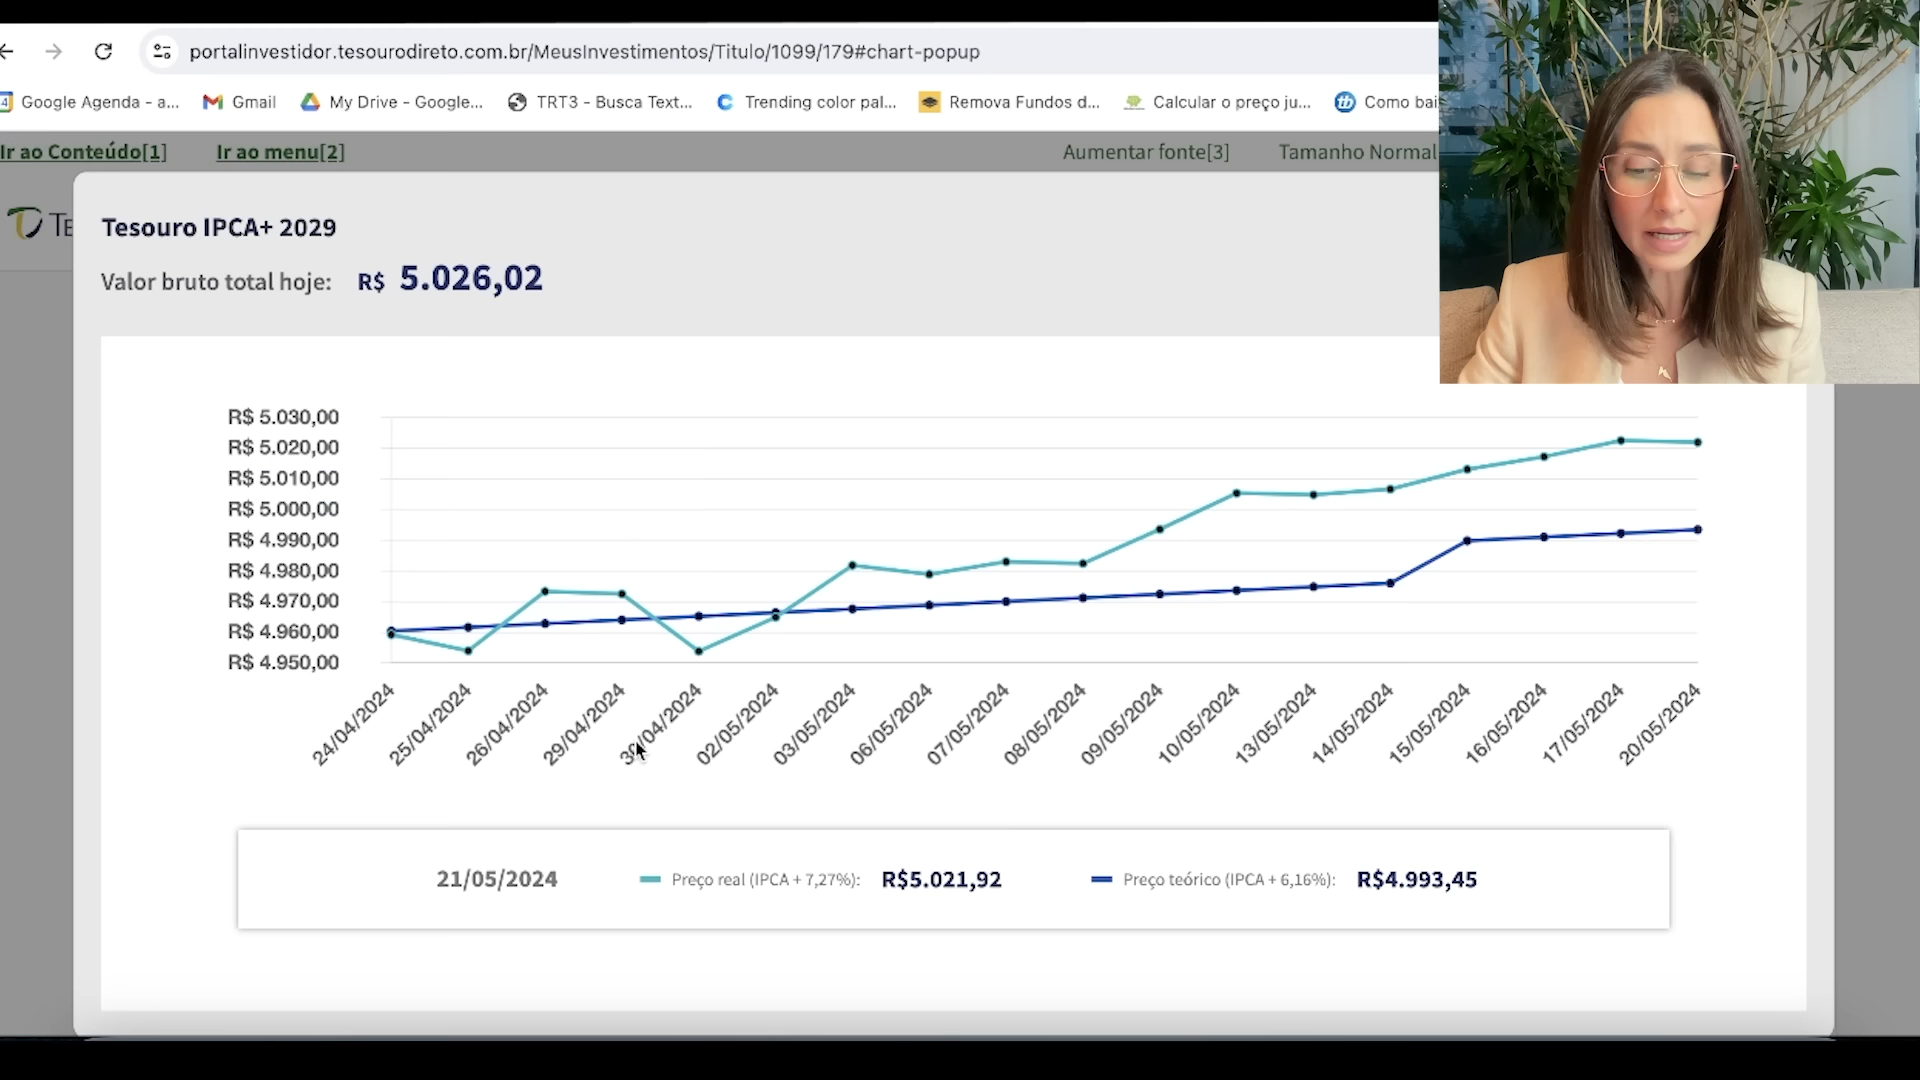 portalinvestidor.tesourodireto.com.br/MeusInvestimentos/Titulo/1099/179#chart-popup
Google Agenda - a... Gmail My Drive - Google... TRT3 - Busca Text... Trending color pal... Remova Fundos d... Calcular o preço ju... Como bai
Ir ao Conteúdo[1] Ir ao menu[2] Aumentar fonte[3] Tamanho Normal
Tesouro IPCA+ 2029
Valor bruto total hoje: R$ 5.026,02
R$ 5.030,00
R$ 5.020,00
R$ 5.010,00
R$ 5.000,00
R$ 4.990,00
R$ 4.980,00
R$ 4.970,00
R$ 4.960,00
R$ 4.950,00
24/04/2024
25/04/2024
26/04/2024
29/04/2024
30/04/2024
02/05/2024
03/05/2024
06/05/2024
07/05/2024
08/05/2024
09/05/2024
10/05/2024
13/05/2024
14/05/2024
15/05/2024
16/05/2024
17/05/2024
20/05/2024
21/05/2024 Preço real (IPCA + 7,27%): R$5.021,92 Preço teórico (IPCA + 6,16%): R$4.993,45